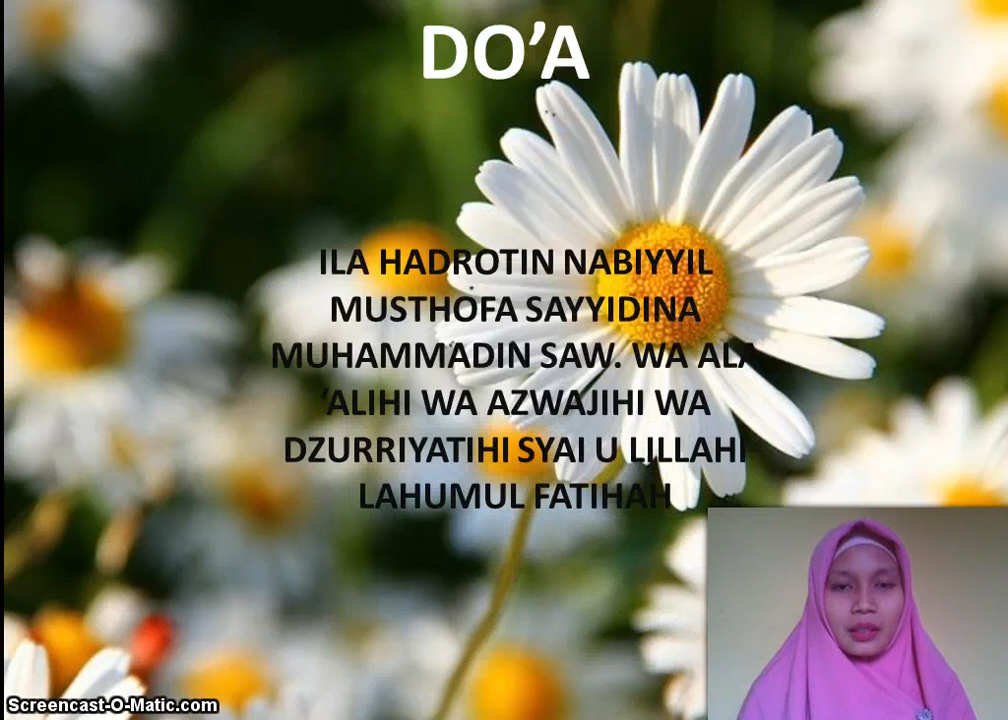 DO’A
ILA HADROTIN NABIYYIL
MUSTHOFA SAYYIDINA
MUHAMMADIN SAW. WA ALA
‘ALIHI WA AZWAJIHI WA
DZURRIYATIHI SYAI U LILLAHI
LAHUMUL FATIHAH
Screencast-O-Matic.com